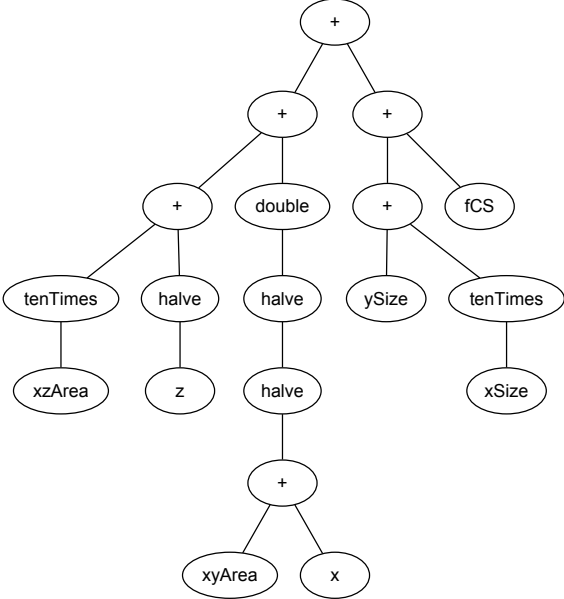 +
+ +
+ double + fCS
tenTimes halve halve ySize tenTimes
xzArea z halve xSize
+
xyArea x